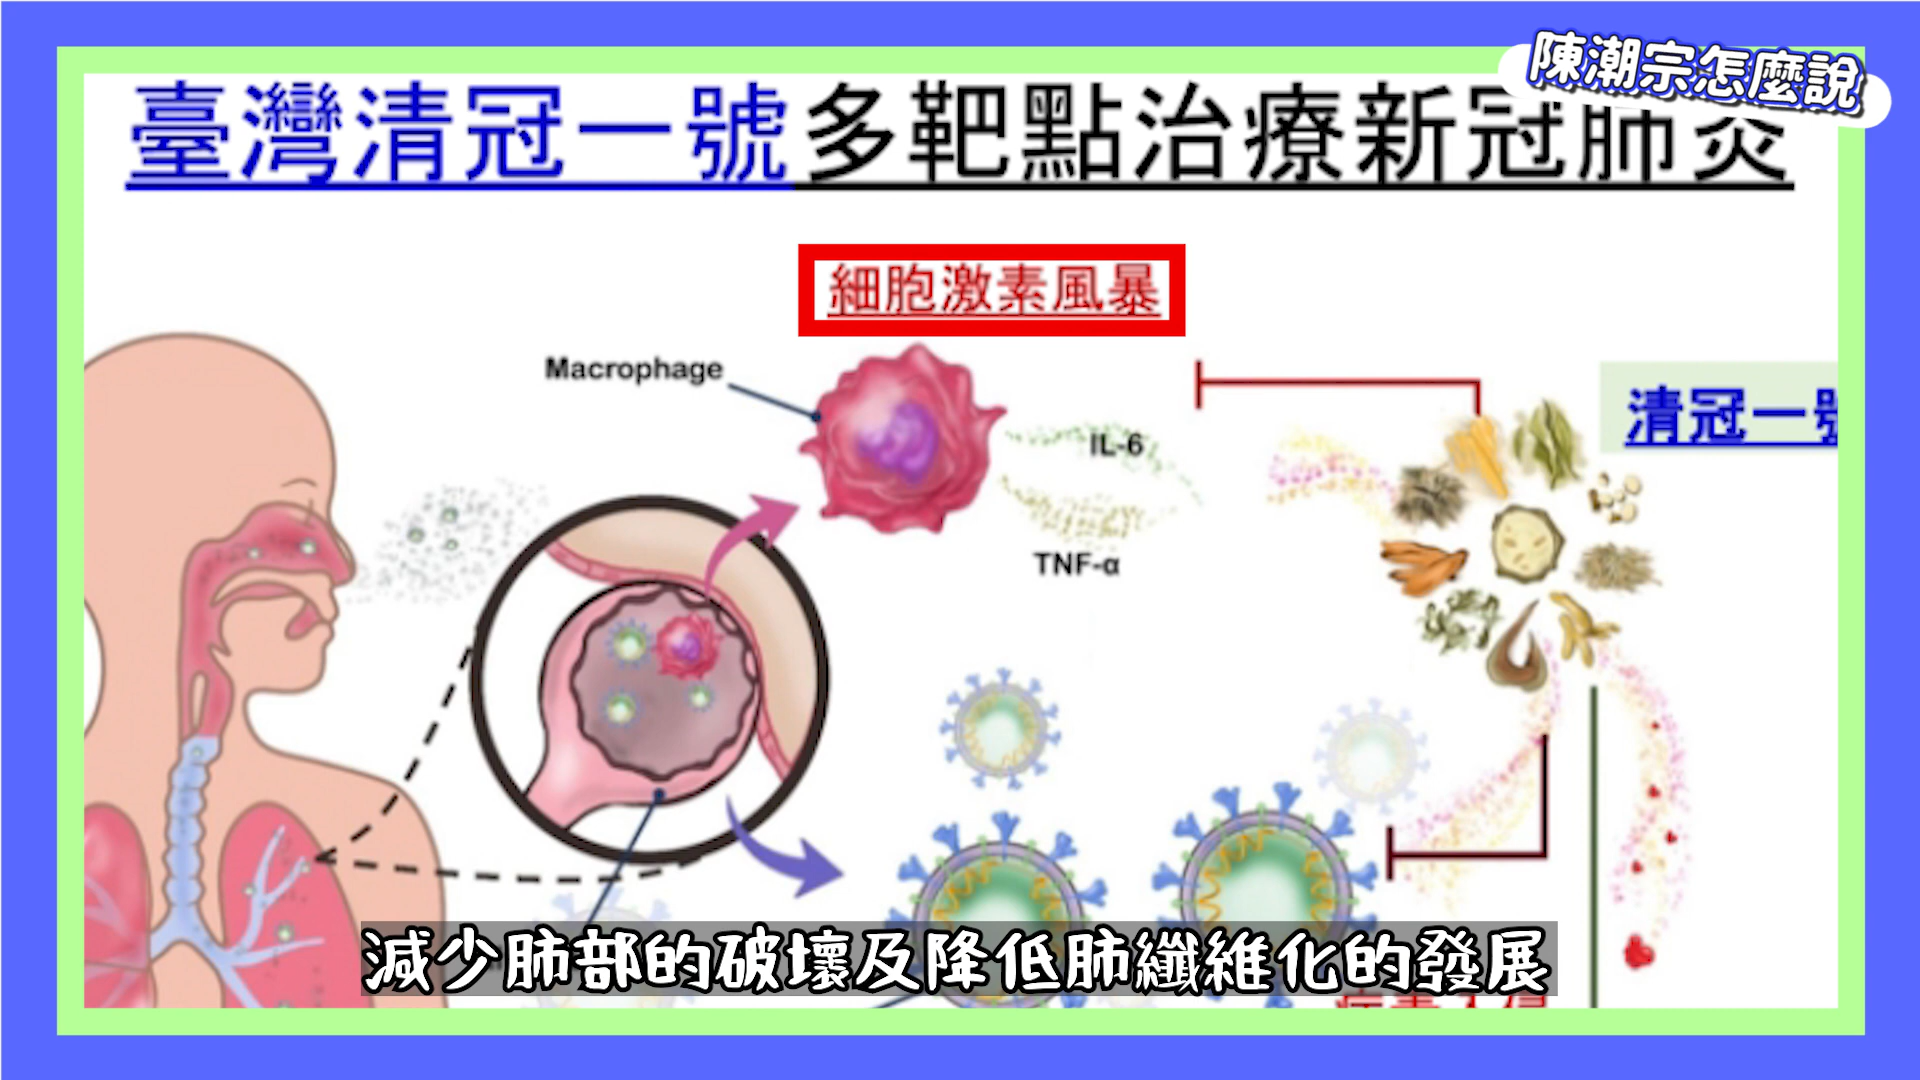 陳潮宗怎麼說
臺灣清冠一號多靶點治療新冠肺炎
細胞激素風暴
Macrophage
清冠一號
IL-6
TNF-α
減少肺部的破壞及降低肺纖維化的發展